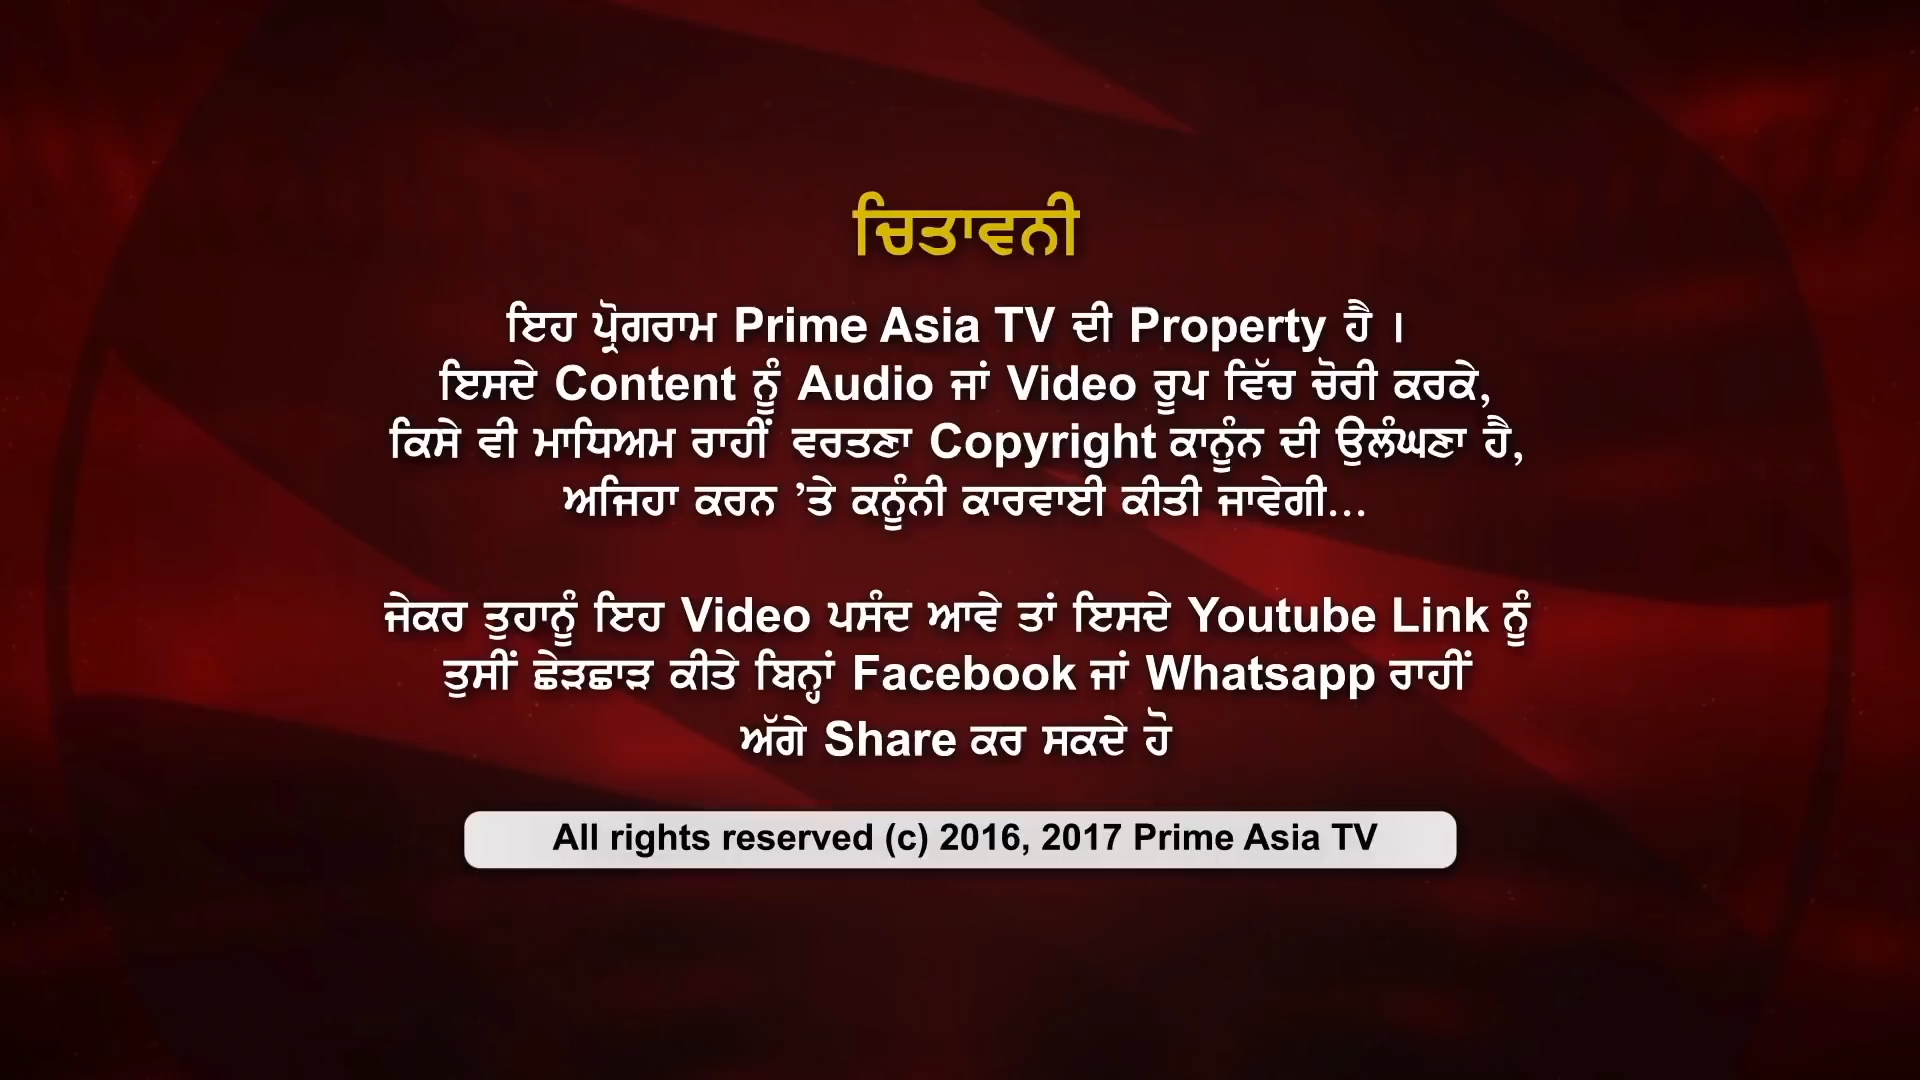 ਚਿਤਾਵਨੀ
ਇਹ ਪ੍ਰੋਗਰਾਮ Prime Asia TV ਦੀ Property ਹੈ ।
ਇਸਦੇ Content ਨੂੰ Audio ਜਾਂ Video ਰੂਪ ਵਿੱਚ ਚੋਰੀ ਕਰਕੇ,
ਕਿਸੇ ਵੀ ਮਾਧਿਅਮ ਰਾਹੀਂ ਵਰਤਣਾ Copyright ਕਾਨੂੰਨ ਦੀ ਉਲੰਘਣਾ ਹੈ,
ਅਜਿਹਾ ਕਰਨ ’ਤੇ ਕਨੂੰਨੀ ਕਾਰਵਾਈ ਕੀਤੀ ਜਾਵੇਗੀ...
ਜੇਕਰ ਤੁਹਾਨੂੰ ਇਹ Video ਪਸੰਦ ਆਵੇ ਤਾਂ ਇਸਦੇ Youtube Link ਨੂੰ
ਤੁਸੀਂ ਛੇੜਛਾੜ ਕੀਤੇ ਬਿਨ੍ਹਾਂ Facebook ਜਾਂ Whatsapp ਰਾਹੀਂ
ਅੱਗੇ Share ਕਰ ਸਕਦੇ ਹੋ
All rights reserved (c) 2016, 2017 Prime Asia TV